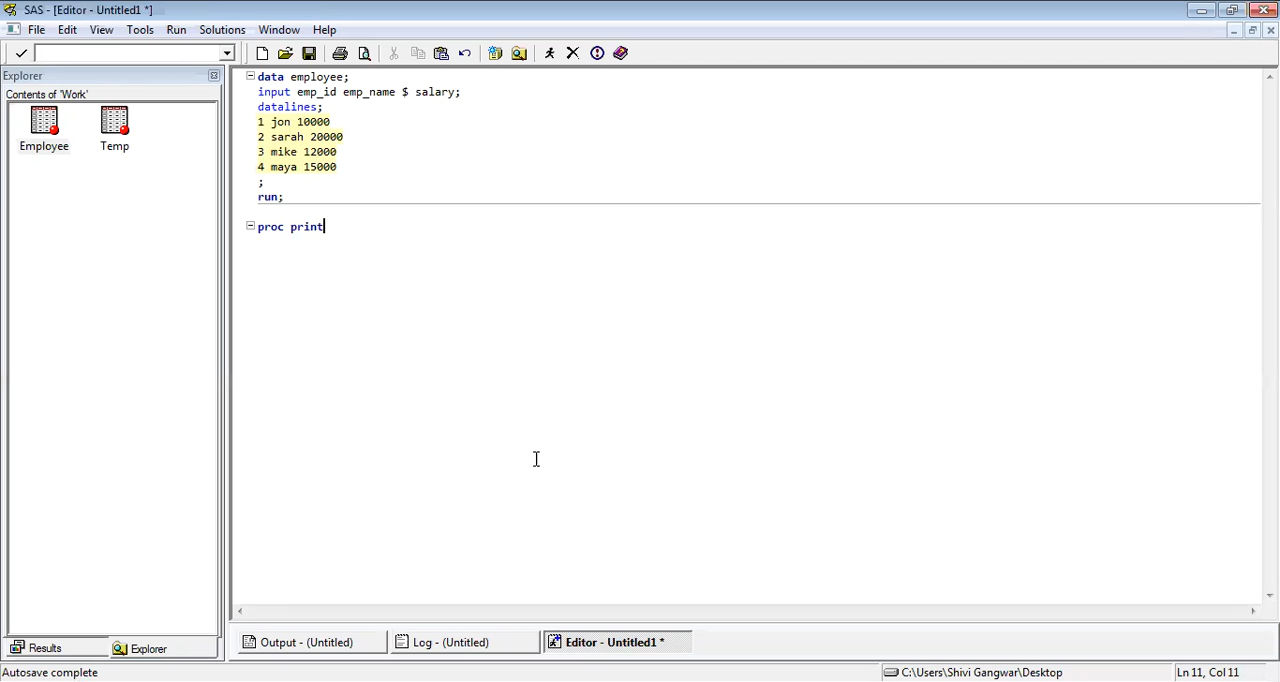 SAS - [Editor - Untitled1 *]
File Edit View Tools Run Solutions Window Help
Explorer
Contents of 'Work'
Employee Temp
data employee;
input emp_id emp_name $ salary;
datalines;
1 jon 10000
2 sarah 20000
3 mike 12000
4 maya 15000
;
run;
proc print
Results Explorer
Output - (Untitled) Log - (Untitled) Editor - Untitled1 *
Autosave complete C:\Users\Shivi Gangwar\Desktop Ln 11, Col 11